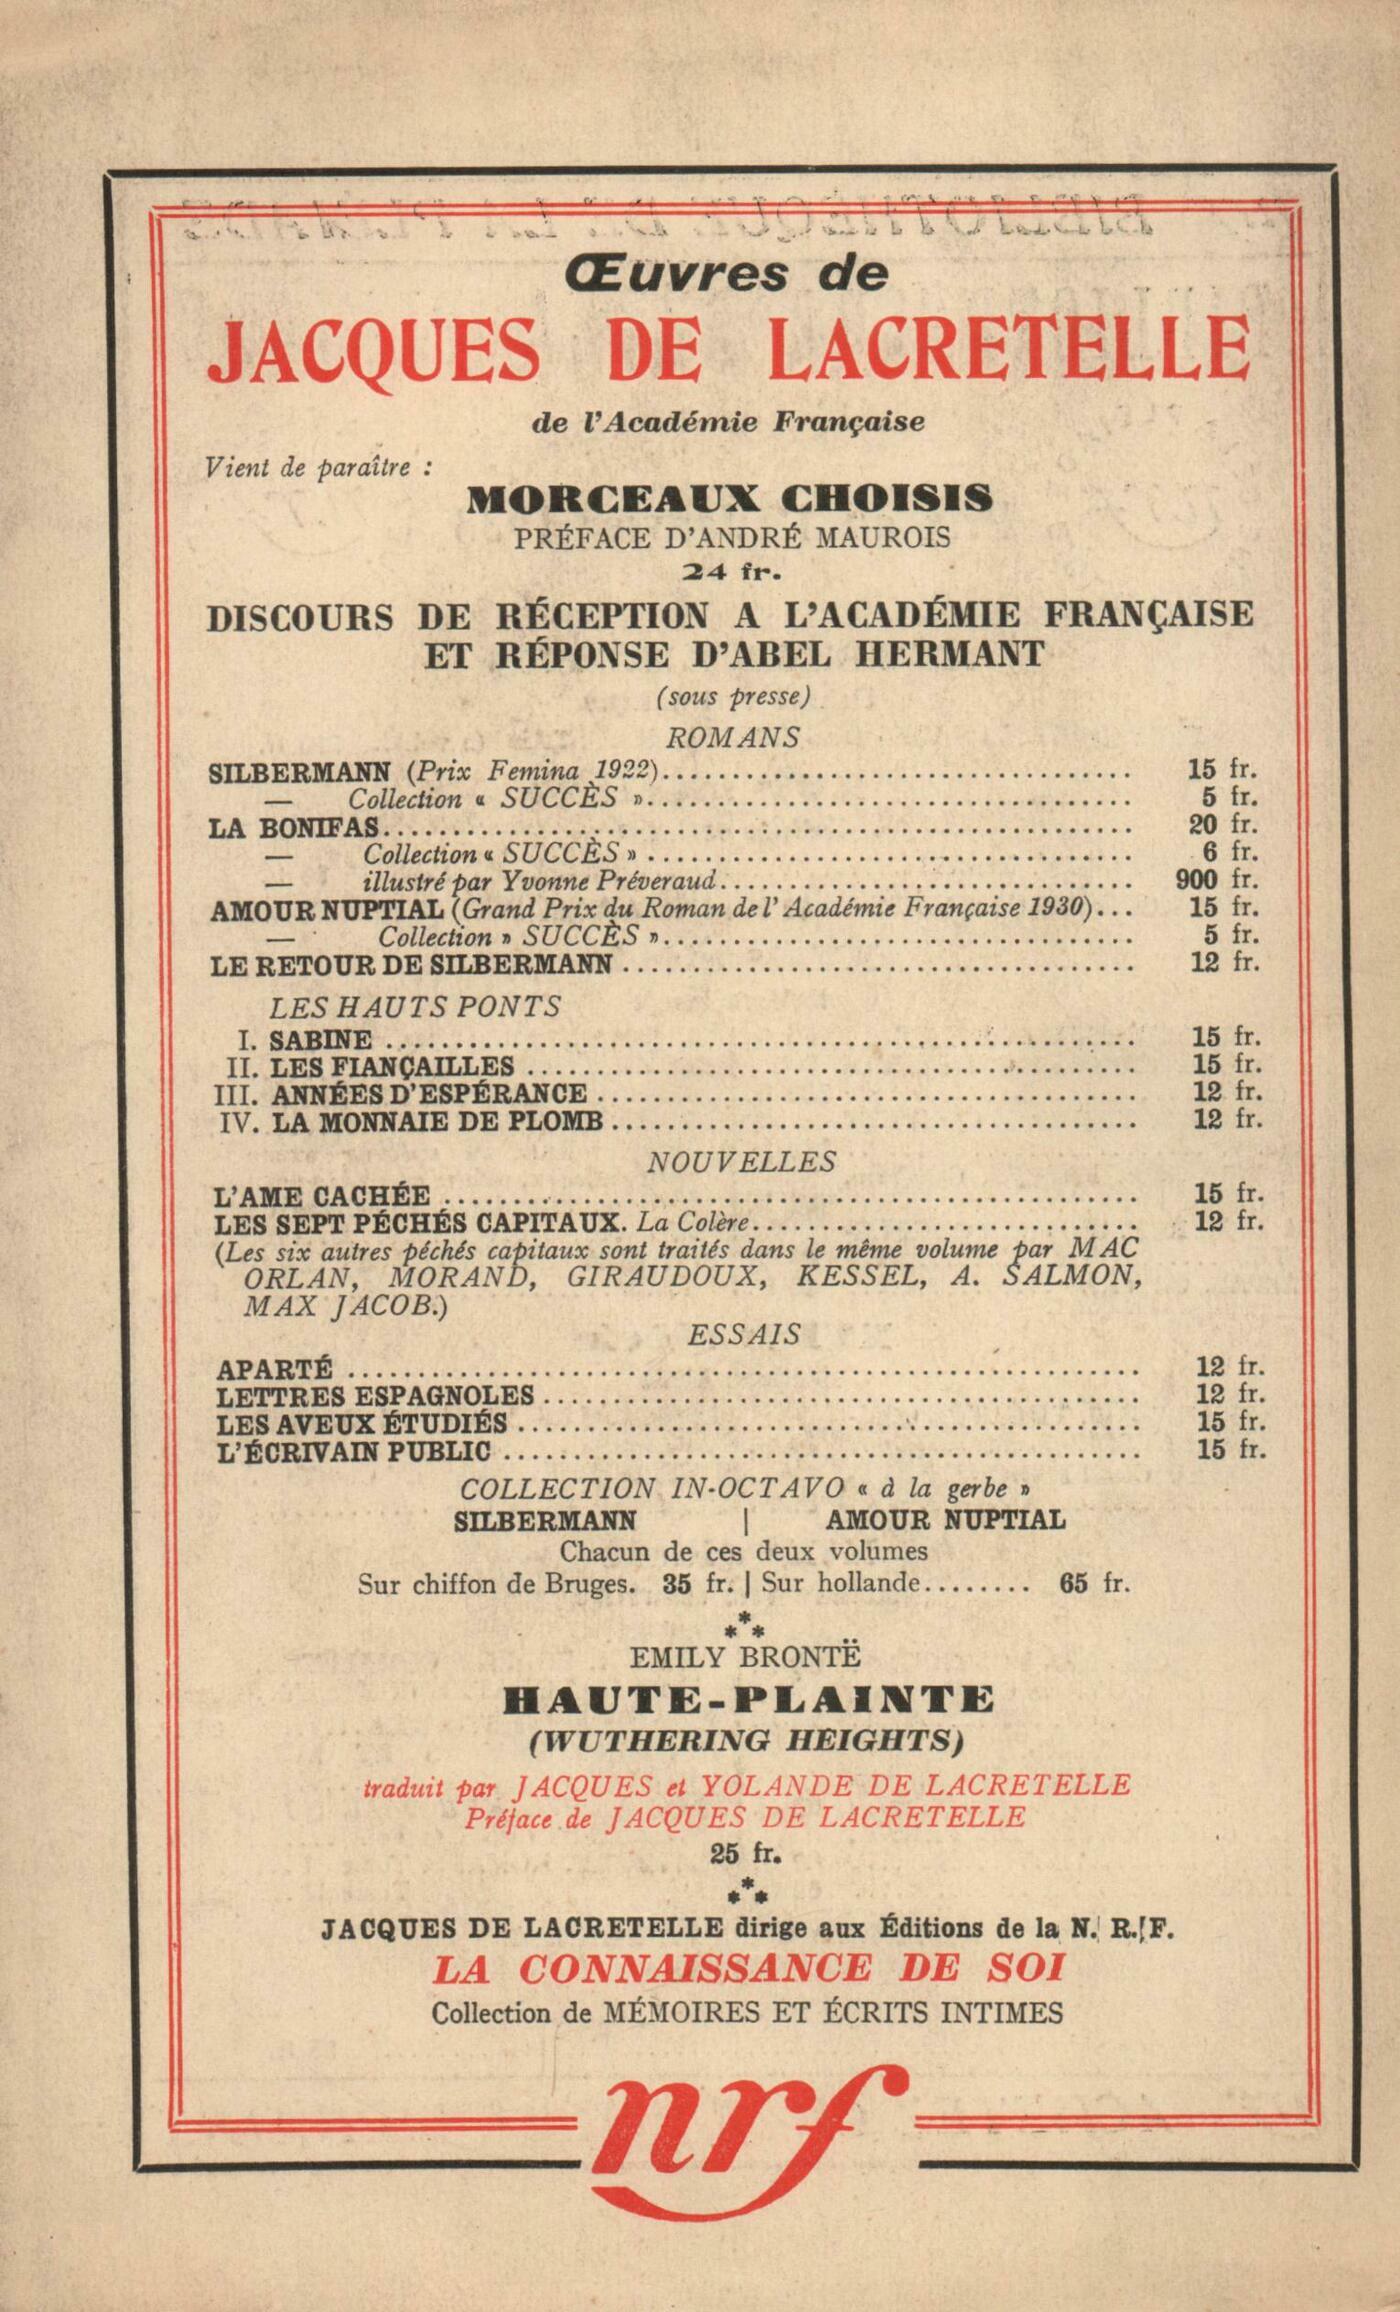 Œuvres de
JACQUES DE LACRETELLE
de l'Académie Française
Vient de paraître :
MORCEAUX CHOISIS
PRÉFACE D'ANDRÉ MAUROIS
24 fr.
DISCOURS DE RÉCEPTION A L'ACADÉMIE FRANÇAISE
ET RÉPONSE D'ABEL HERMANT
(sous presse)
ROMANS
SILBERMANN (Prix Femina 1922).................................. 15 fr.
— Collection « SUCCÈS ».................................. 5 fr.
LA BONIFAS..................................................... 20 fr.
— Collection « SUCCÈS » .................................. 6 fr.
— illustré par Yvonne Préveraud.............................. 900 fr.
AMOUR NUPTIAL (Grand Prix du Roman de l'Académie Française 1930)... 15 fr.
— Collection » SUCCÈS ».................................. 5 fr.
LE RETOUR DE SILBERMANN ..................................... 12 fr.
LES HAUTS PONTS
I. SABINE ..................................................... 15 fr.
II. LES FIANÇAILLES ............................................ 15 fr.
III. ANNÉES D'ESPÉRANCE ....................................... 12 fr.
IV. LA MONNAIE DE PLOMB ...................................... 12 fr.
NOUVELLES
L'AME CACHÉE .................................................. 15 fr.
LES SEPT PÉCHÉS CAPITAUX. La Colère............................ 12 fr.
(Les six autres péchés capitaux sont traités dans le même volume par MAC
ORLAN, MORAND, GIRAUDOUX, KESSEL, A. SALMON,
MAX JACOB.)
ESSAIS
APARTÉ ......................................................... 12 fr.
LETTRES ESPAGNOLES ........................................... 12 fr.
LES AVEUX ÉTUDIÉS ............................................. 15 fr.
L'ÉCRIVAIN PUBLIC .............................................. 15 fr.
COLLECTION IN-OCTAVO « à la gerbe »
SILBERMANN | AMOUR NUPTIAL
Chacun de ces deux volumes
Sur chiffon de Bruges. 35 fr. | Sur hollande........ 65 fr.
***
EMILY BRONTË
HAUTE-PLAINTE
(WUTHERING HEIGHTS)
traduit par JACQUES et YOLANDE DE LACRETELLE
Préface de JACQUES DE LACRETELLE
25 fr.
***
JACQUES DE LACRETELLE dirige aux Éditions de la N. R. F.
LA CONNAISSANCE DE SOI
Collection de MÉMOIRES ET ÉCRITS INTIMES
nrf